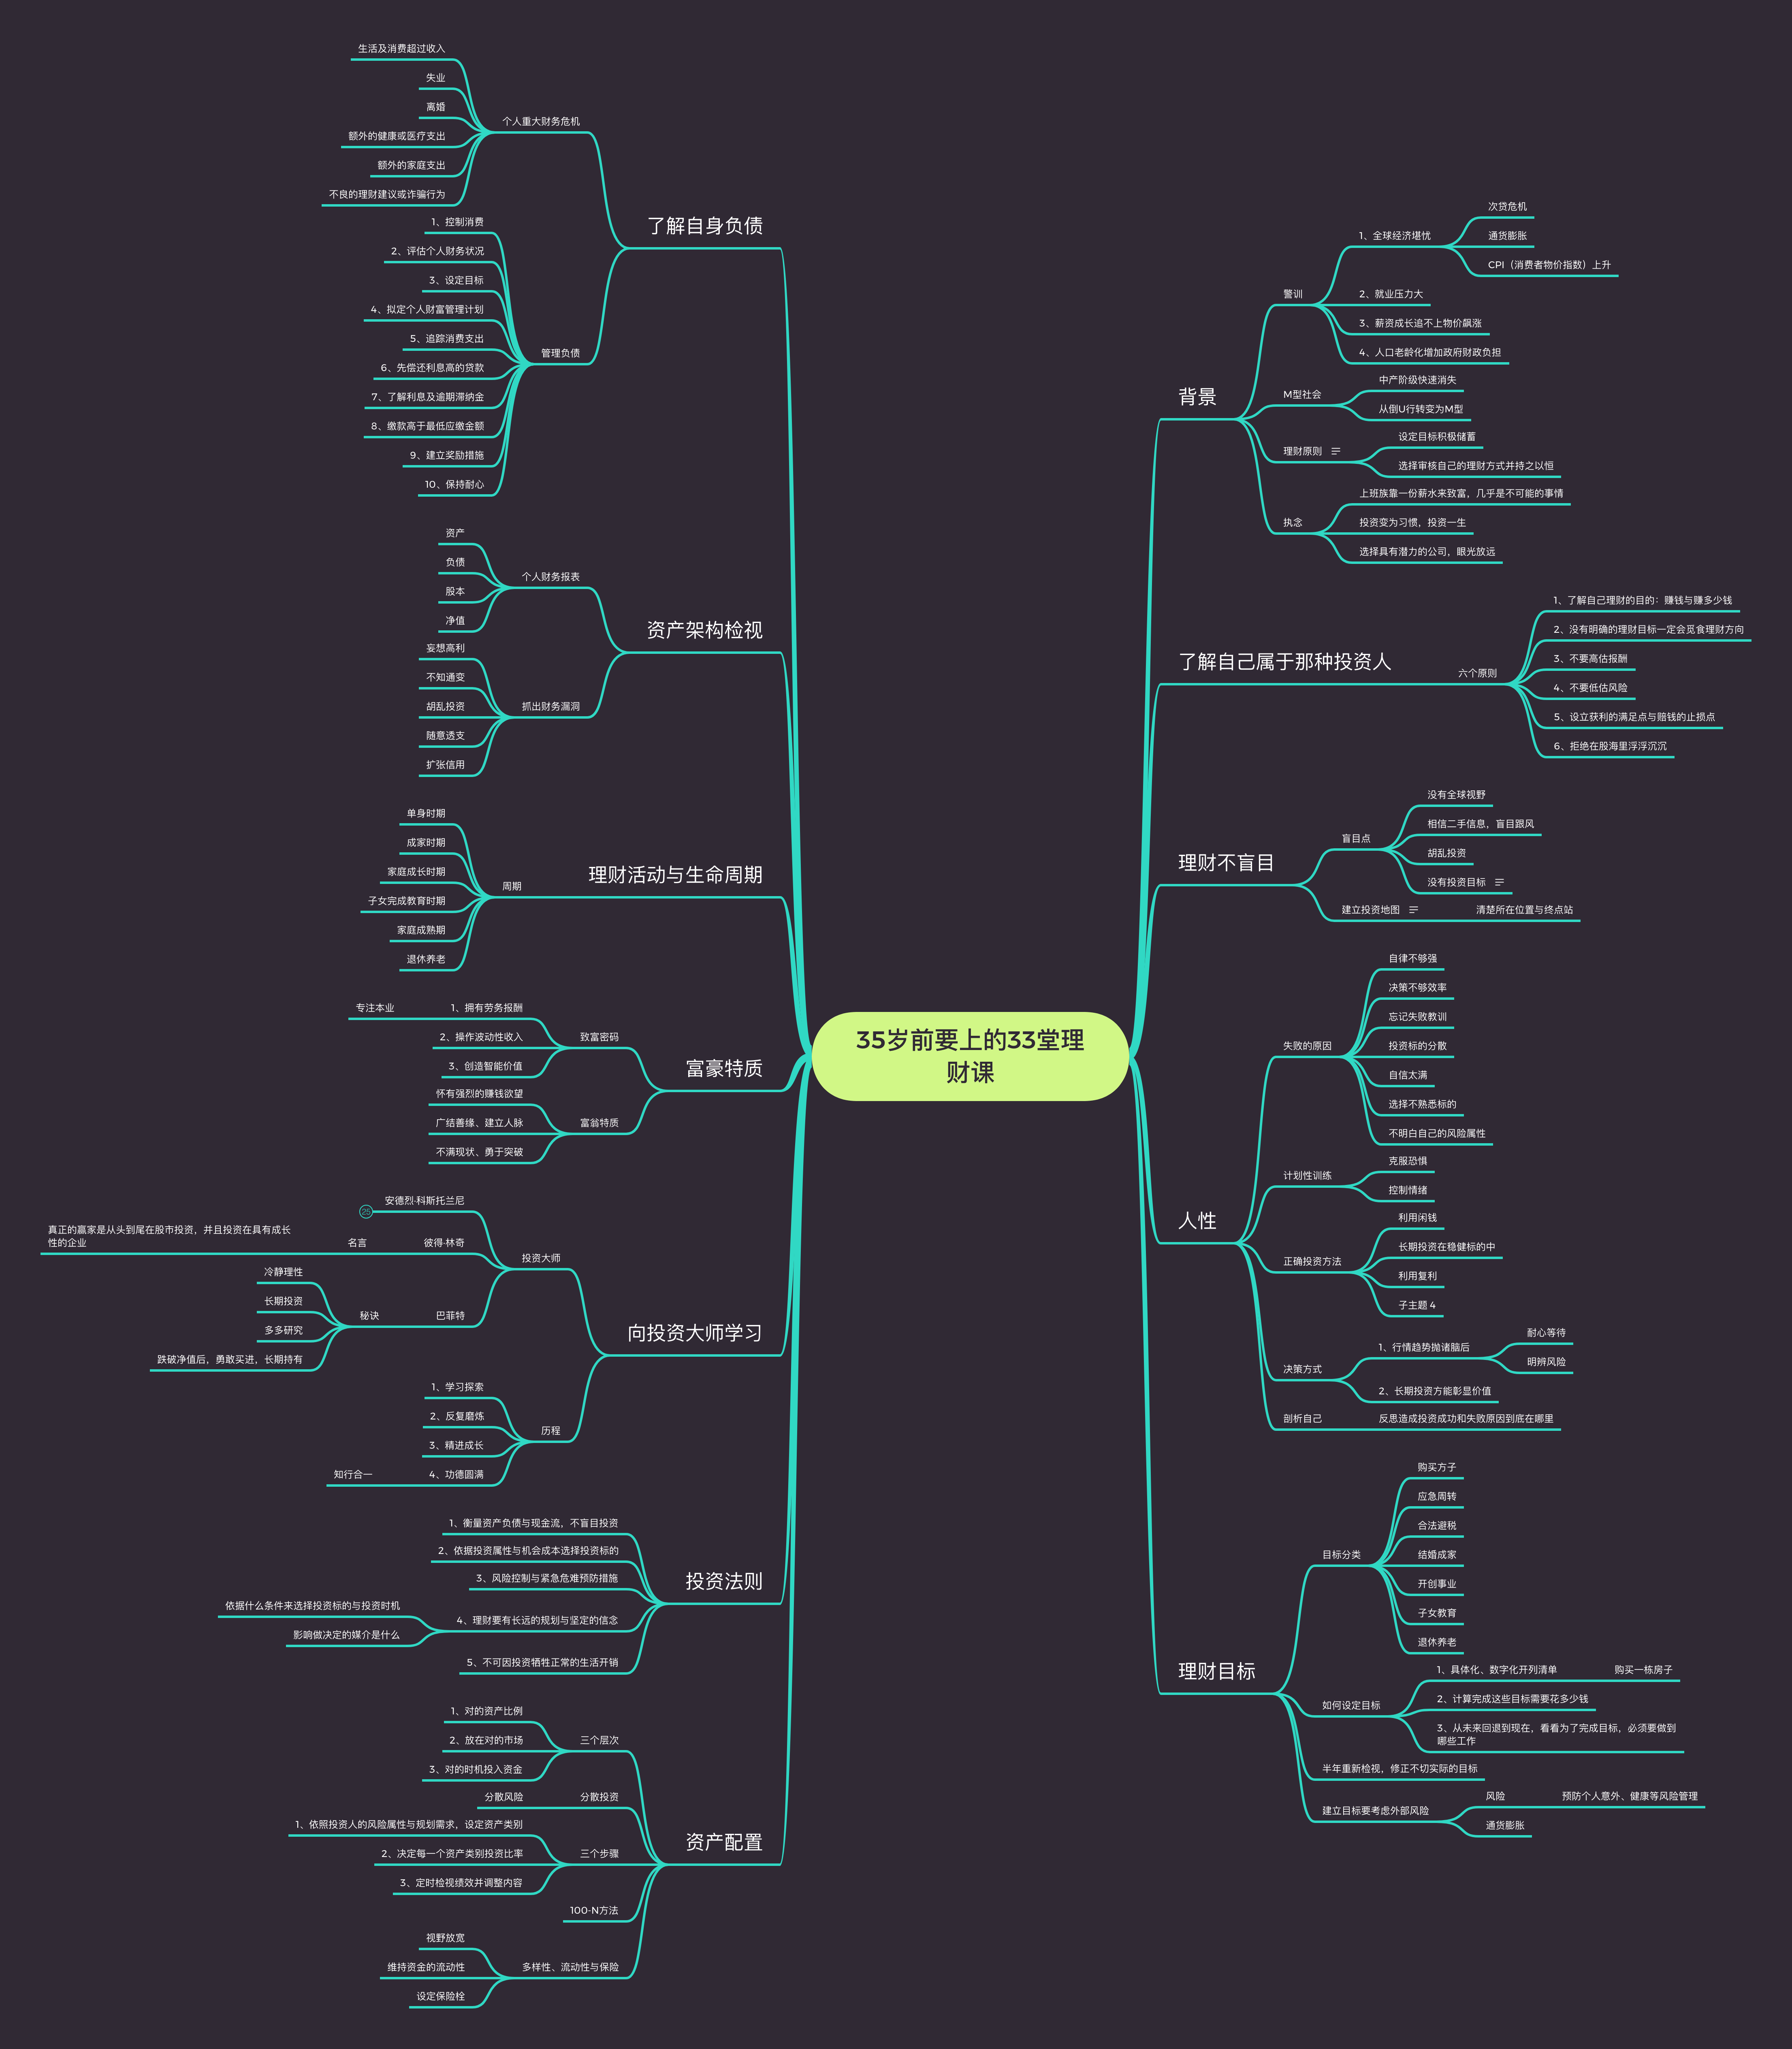 35岁前要上的33堂理
财课
背景
警训
1、全球经济堪忧
次贷危机
通货膨胀
CPI（消费者物价指数）上升
2、就业压力大
3、薪资成长追不上物价飙涨
4、人口老龄化增加政府财政负担
M型社会
中产阶级快速消失
从倒U行转变为M型
理财原则
设定目标积极储蓄
选择审核自己的理财方式并持之以恒
执念
上班族靠一份薪水来致富，几乎是不可能的事情
投资变为习惯，投资一生
选择具有潜力的公司，眼光放远
了解自己属于那种投资人
六个原则
1、了解自己理财的目的：赚钱与赚多少钱
2、没有明确的理财目标一定会觅食理财方向
3、不要高估报酬
4、不要低估风险
5、设立获利的满足点与赔钱的止损点
6、拒绝在股海里浮浮沉沉
理财不盲目
盲目点
没有全球视野
相信二手信息，盲目跟风
胡乱投资
没有投资目标
建立投资地图
清楚所在位置与终点站
人性
失败的原因
自律不够强
决策不够效率
忘记失败教训
投资标的分散
自信太满
选择不熟悉标的
不明白自己的风险属性
计划性训练
克服恐惧
控制情绪
正确投资方法
利用闲钱
长期投资在稳健标的中
利用复利
子主题 4
决策方式
1、行情趋势抛诸脑后
耐心等待
明辨风险
2、长期投资方能彰显价值
剖析自己
反思造成投资成功和失败原因到底在哪里
理财目标
目标分类
购买方子
应急周转
合法避税
结婚成家
开创事业
子女教育
退休养老
如何设定目标
1、具体化、数字化开列清单
购买一栋房子
2、计算完成这些目标需要花多少钱
3、从未来回退到现在，看看为了完成目标，必须要做到
哪些工作
半年重新检视，修正不切实际的目标
建立目标要考虑外部风险
风险
预防个人意外、健康等风险管理
通货膨胀
了解自身负债
个人重大财务危机
生活及消费超过收入
失业
离婚
额外的健康或医疗支出
额外的家庭支出
不良的理财建议或诈骗行为
管理负债
1、控制消费
2、评估个人财务状况
3、设定目标
4、拟定个人财富管理计划
5、追踪消费支出
6、先偿还利息高的贷款
7、了解利息及逾期滞纳金
8、缴款高于最低应缴金额
9、建立奖励措施
10、保持耐心
资产架构检视
个人财务报表
资产
负债
股本
净值
抓出财务漏洞
妄想高利
不知通变
胡乱投资
随意透支
扩张信用
理财活动与生命周期
周期
单身时期
成家时期
家庭成长时期
子女完成教育时期
家庭成熟期
退休养老
富豪特质
致富密码
1、拥有劳务报酬
专注本业
2、操作波动性收入
3、创造智能价值
富翁特质
怀有强烈的赚钱欲望
广结善缘、建立人脉
不满现状、勇于突破
向投资大师学习
投资大师
安德烈·科斯托兰尼
25
彼得·林奇
名言
真正的赢家是从头到尾在股市投资，并且投资在具有成长
性的企业
巴菲特
秘诀
冷静理性
长期投资
多多研究
跌破净值后，勇敢买进，长期持有
历程
1、学习探索
2、反复磨炼
3、精进成长
4、功德圆满
知行合一
投资法则
1、衡量资产负债与现金流，不盲目投资
2、依据投资属性与机会成本选择投资标的
3、风险控制与紧急危难预防措施
4、理财要有长远的规划与坚定的信念
依据什么条件来选择投资标的与投资时机
影响做决定的媒介是什么
5、不可因投资牺牲正常的生活开销
资产配置
三个层次
1、对的资产比例
2、放在对的市场
3、对的时机投入资金
分散投资
分散风险
三个步骤
1、依照投资人的风险属性与规划需求，设定资产类别
2、决定每一个资产类别投资比率
3、定时检视绩效并调整内容
100-N方法
多样性、流动性与保险
视野放宽
维持资金的流动性
设定保险栓